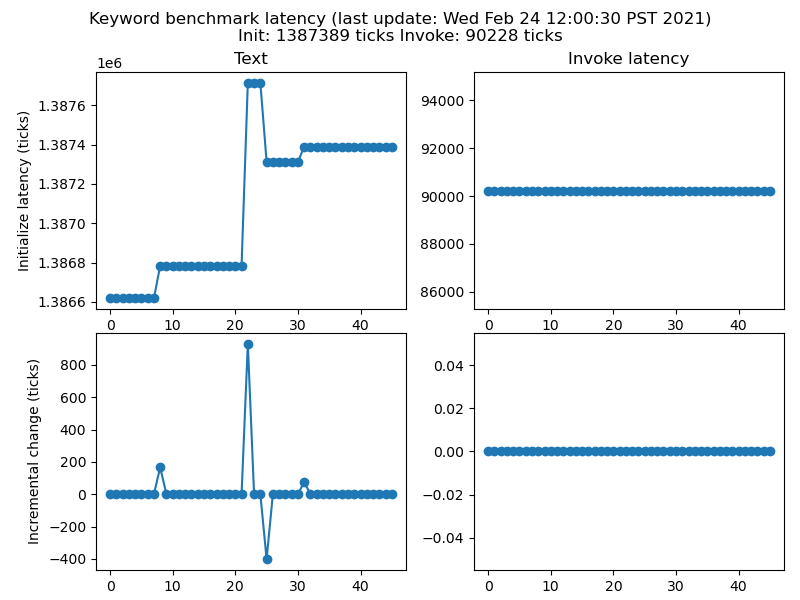 Keyword benchmark latency (last update: Wed Feb 24 12:00:30 PST 2021)
Init: 1387389 ticks Invoke: 90228 ticks
Text
1e6
Initialize latency (ticks)
1.3876
1.3874
1.3872
1.3870
1.3868
1.3866
0 10 20 30 40
Invoke latency
94000
92000
90000
88000
86000
0 10 20 30 40
Incremental change (ticks)
800
600
400
200
0
−200
−400
0 10 20 30 40
0.04
0.02
0.00
−0.02
−0.04
0 10 20 30 40